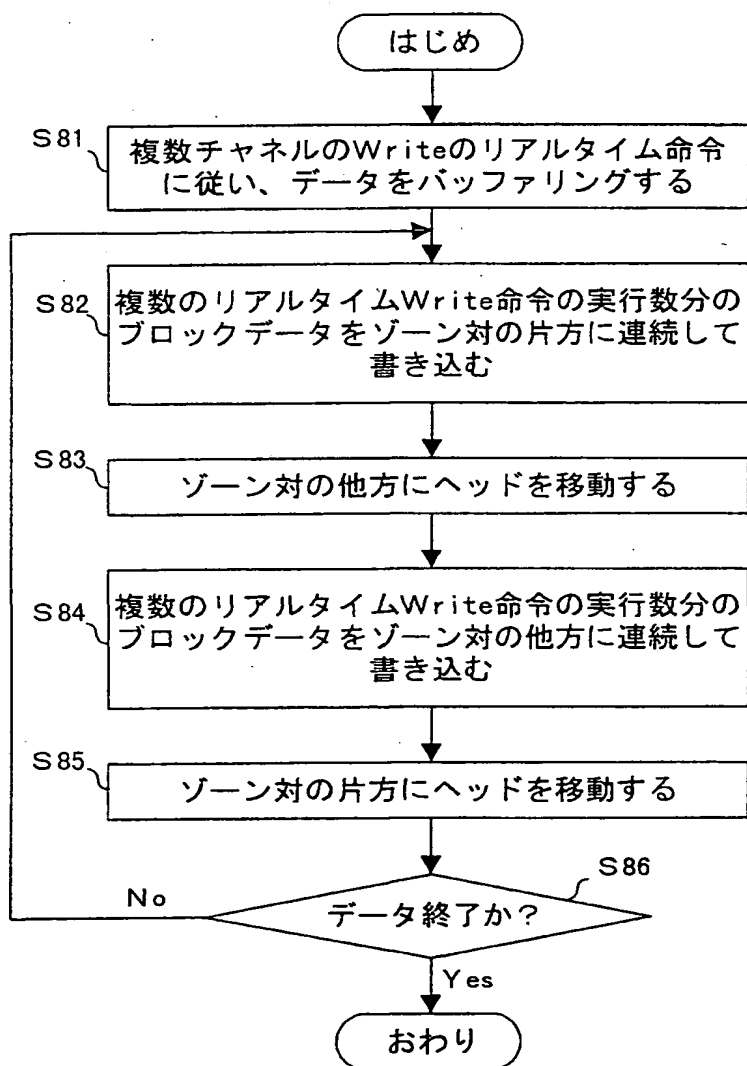 はじめ
S81
複数チャネルのWriteのリアルタイム命令
に従い、データをバッファリングする
S82
複数のリアルタイムWrite命令の実行数分の
ブロックデータをゾーン対の片方に連続して
書き込む
S83
ゾーン対の他方にヘッドを移動する
S84
複数のリアルタイムWrite命令の実行数分の
ブロックデータをゾーン対の他方に連続して
書き込む
S85
ゾーン対の片方にヘッドを移動する
S86
No
データ終了か？
Yes
おわり